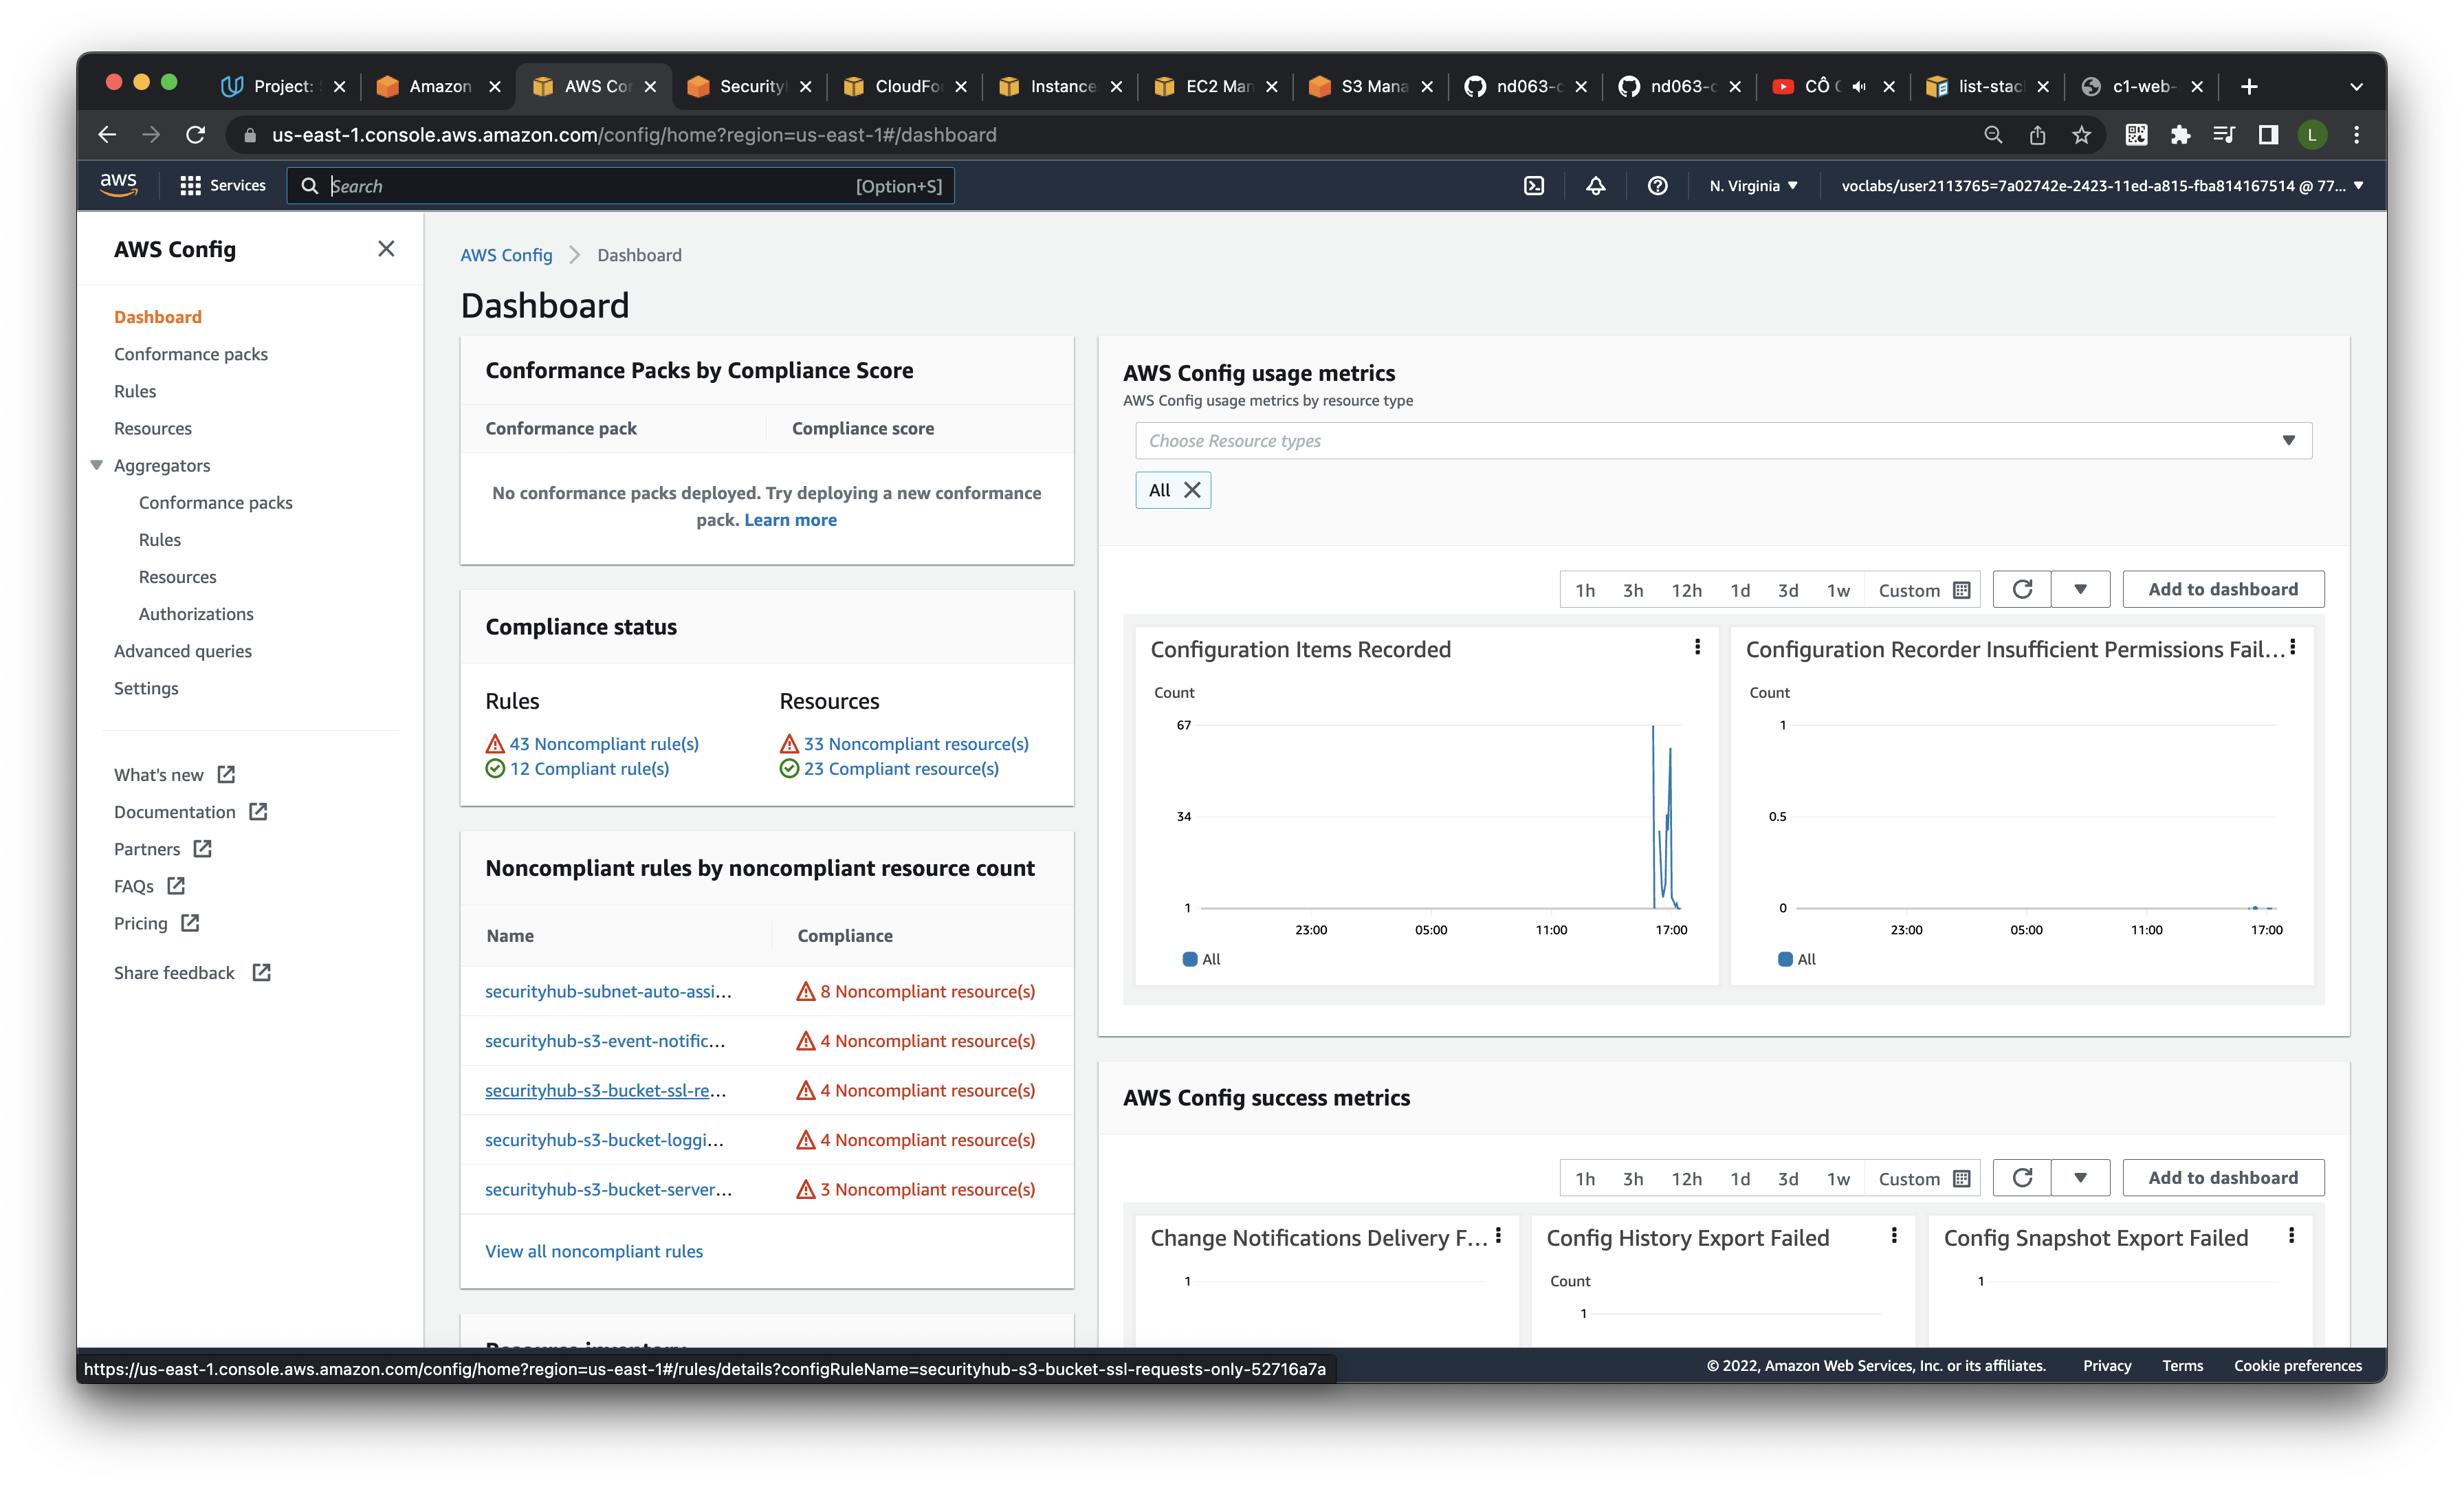 Project: S
Amazon
AWS Con
Security
CloudFo
Instance
EC2 Man
S3 Mana
nd063-c
nd063-c
CÔ
list-stac
c1-web-
us-east-1.console.aws.amazon.com/config/home?region=us-east-1#/dashboard
L
aws
Services
Search
[Option+S]
N. Virginia
voclabs/user2113765=7a02742e-2423-11ed-a815-fba814167514 @ 77...
AWS Config
Dashboard
Conformance packs
Rules
Resources
Aggregators
Conformance packs
Rules
Resources
Authorizations
Advanced queries
Settings
What's new
Documentation
Partners
FAQs
Pricing
Share feedback
AWS Config > Dashboard
Dashboard
Conformance Packs by Compliance Score
Conformance pack
Compliance score
No conformance packs deployed. Try deploying a new conformance
pack. Learn more
Compliance status
Rules
Resources
43 Noncompliant rule(s)
33 Noncompliant resource(s)
12 Compliant rule(s)
23 Compliant resource(s)
Noncompliant rules by noncompliant resource count
Name
Compliance
securityhub-subnet-auto-assi...
8 Noncompliant resource(s)
securityhub-s3-event-notific...
4 Noncompliant resource(s)
securityhub-s3-bucket-ssl-re...
4 Noncompliant resource(s)
securityhub-s3-bucket-loggi...
4 Noncompliant resource(s)
securityhub-s3-bucket-server...
3 Noncompliant resource(s)
View all noncompliant rules
Resource inventory
AWS Config usage metrics
AWS Config usage metrics by resource type
Choose Resource types
All
1h 3h 12h 1d 3d 1w Custom
Add to dashboard
Configuration Items Recorded
Count
67
34
1
23:00 05:00 11:00 17:00
All
Configuration Recorder Insufficient Permissions Fail...
Count
1
0.5
0
23:00 05:00 11:00 17:00
All
AWS Config success metrics
1h 3h 12h 1d 3d 1w Custom
Add to dashboard
Change Notifications Delivery F...
1
Config History Export Failed
Count
1
Config Snapshot Export Failed
1
https://us-east-1.console.aws.amazon.com/config/home?region=us-east-1#/rules/details?configRuleName=securityhub-s3-bucket-ssl-requests-only-52716a7a
© 2022, Amazon Web Services, Inc. or its affiliates.
Privacy
Terms
Cookie preferences